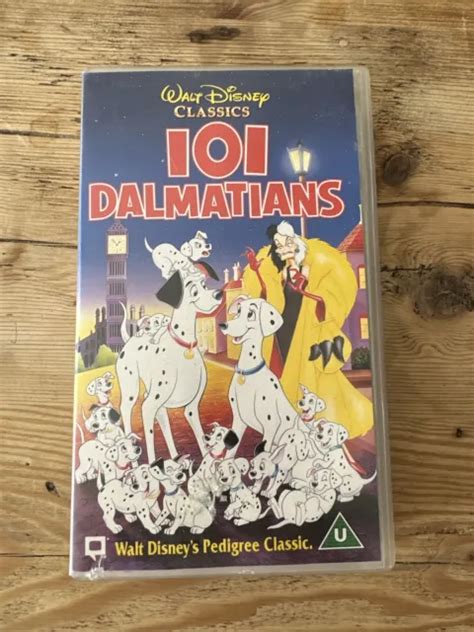 WALT DISNEY
CLASSICS
101
DALMATIANS
Walt Disney's Pedigree Classic.
U